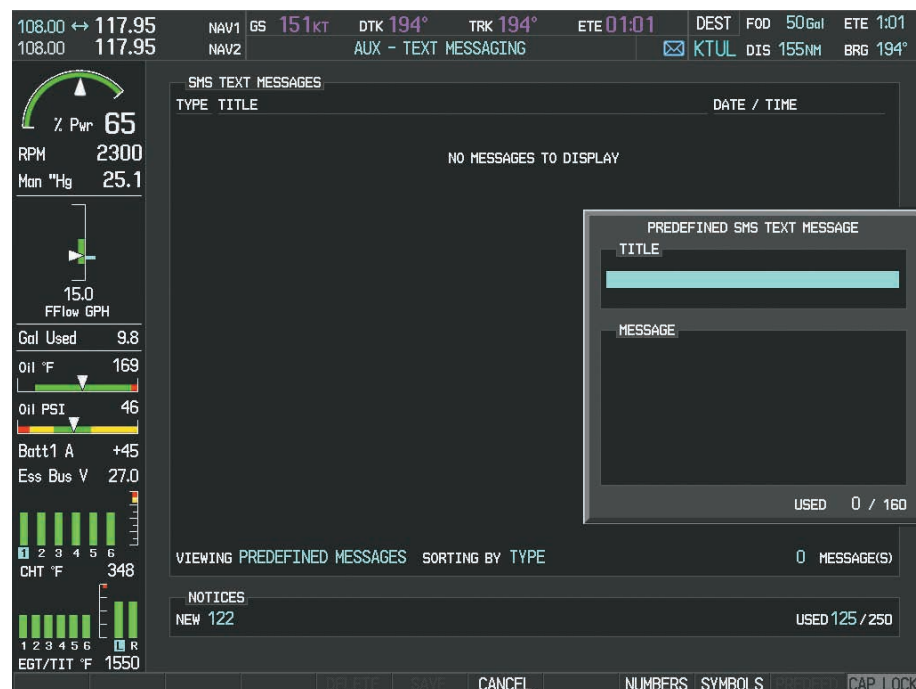 108.00 ↔ 117.95 NAV1 GS 151KT DTK 194° TRK 194° ETE 01:01 DEST FOD 50Gal ETE 1:01
108.00 117.95 NAV2 AUX - TEXT MESSAGING KTUL DIS 155NM BRG 194°
SMS TEXT MESSAGES
TYPE TITLE DATE / TIME
NO MESSAGES TO DISPLAY
% Pwr 65
RPM 2300
Man "Hg 25.1
15.0
FFlow GPH
Gal Used 9.8
Oil °F 169
Oil PSI 46
Batt1 A +45
Ess Bus V 27.0
1 2 3 4 5 6
CHT °F 348
1 2 3 4 5 6 L R
EGT/TIT °F 1550
PREDEFINED SMS TEXT MESSAGE
TITLE
MESSAGE
USED 0 / 160
VIEWING PREDEFINED MESSAGES SORTING BY TYPE 0 MESSAGE(S)
NOTICES
NEW 122 USED 125 / 250
DELETE SAVE CANCEL NUMBERS SYMBOLS PREDEFD CAP LOCK